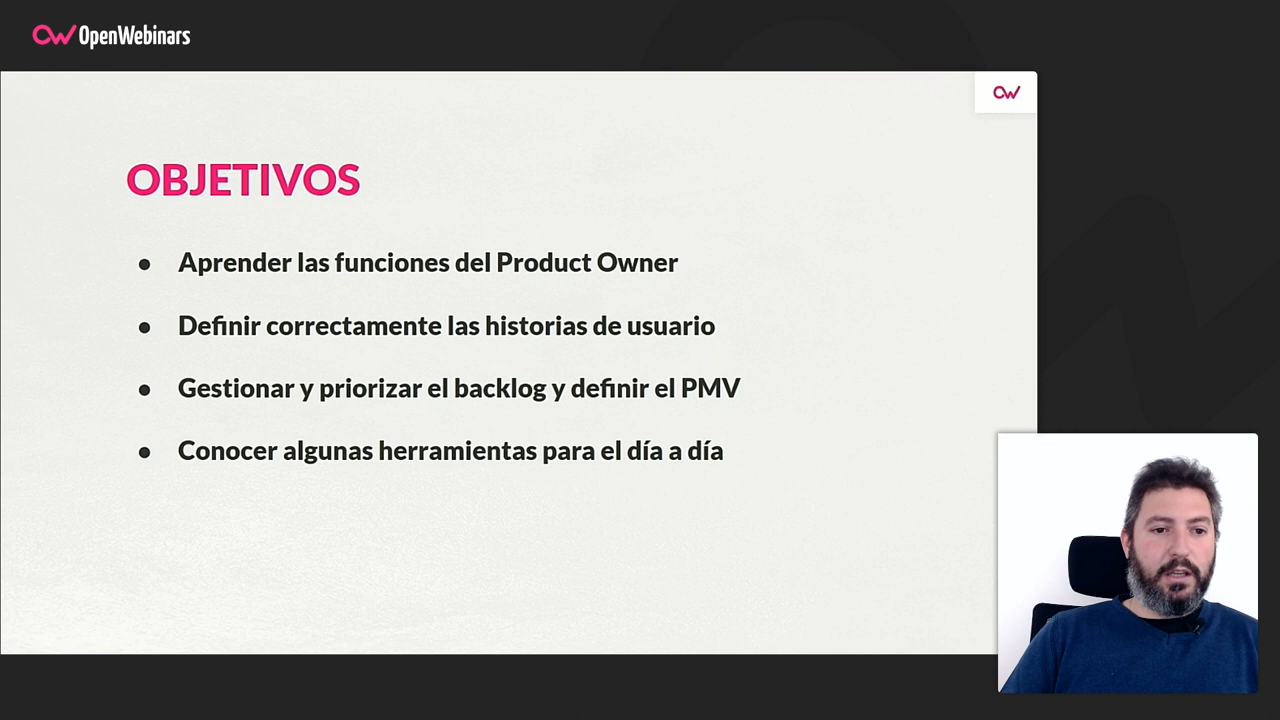 OpenWebinars
OBJETIVOS
● Aprender las funciones del Product Owner
● Definir correctamente las historias de usuario
● Gestionar y priorizar el backlog y definir el PMV
● Conocer algunas herramientas para el día a día